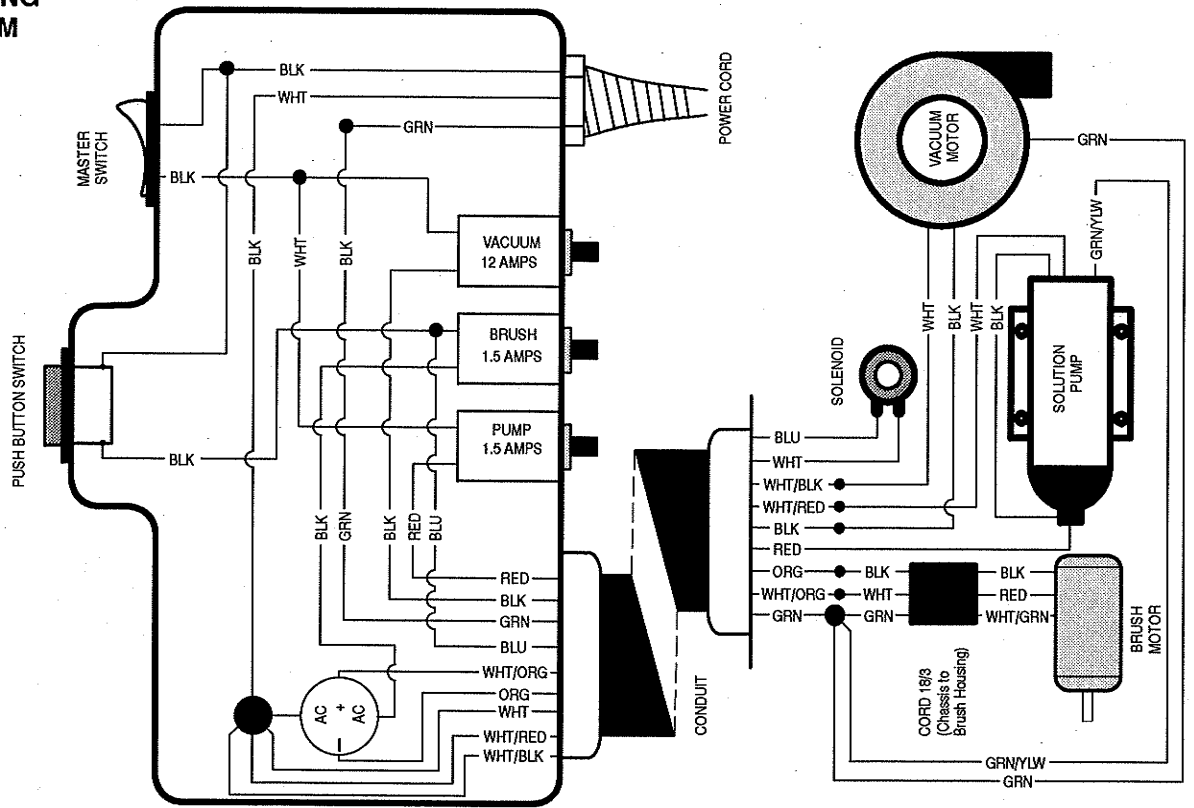 NG
M
BLK
WHT
GRN
POWER CORD
MASTER
SWITCH
BLK
BLK
WHT
BLK
VACUUM
12 AMPS
BRUSH
1.5 AMPS
PUMP
1.5 AMPS
PUSH BUTTON SWITCH
BLK
BLK
GRN
BLK
RED
BLU
RED
BLK
GRN
BLU
WHT/ORG
ORG
WHT
WHT/RED
WHT/BLK
AC
+
AC
–
CONDUIT
VACUUM
MOTOR
GRN
GRN/YLW
WHT
BLK
WHT
BLK
SOLENOID
SOLUTION
PUMP
BLU
WHT
WHT/BLK
WHT/RED
BLK
RED
ORG
BLK
BLK
WHT/ORG
WHT
RED
GRN
GRN
WHT/GRN
BRUSH
MOTOR
CORD 18/3
(Chassis to
Brush Housing)
GRN/YLW
GRN